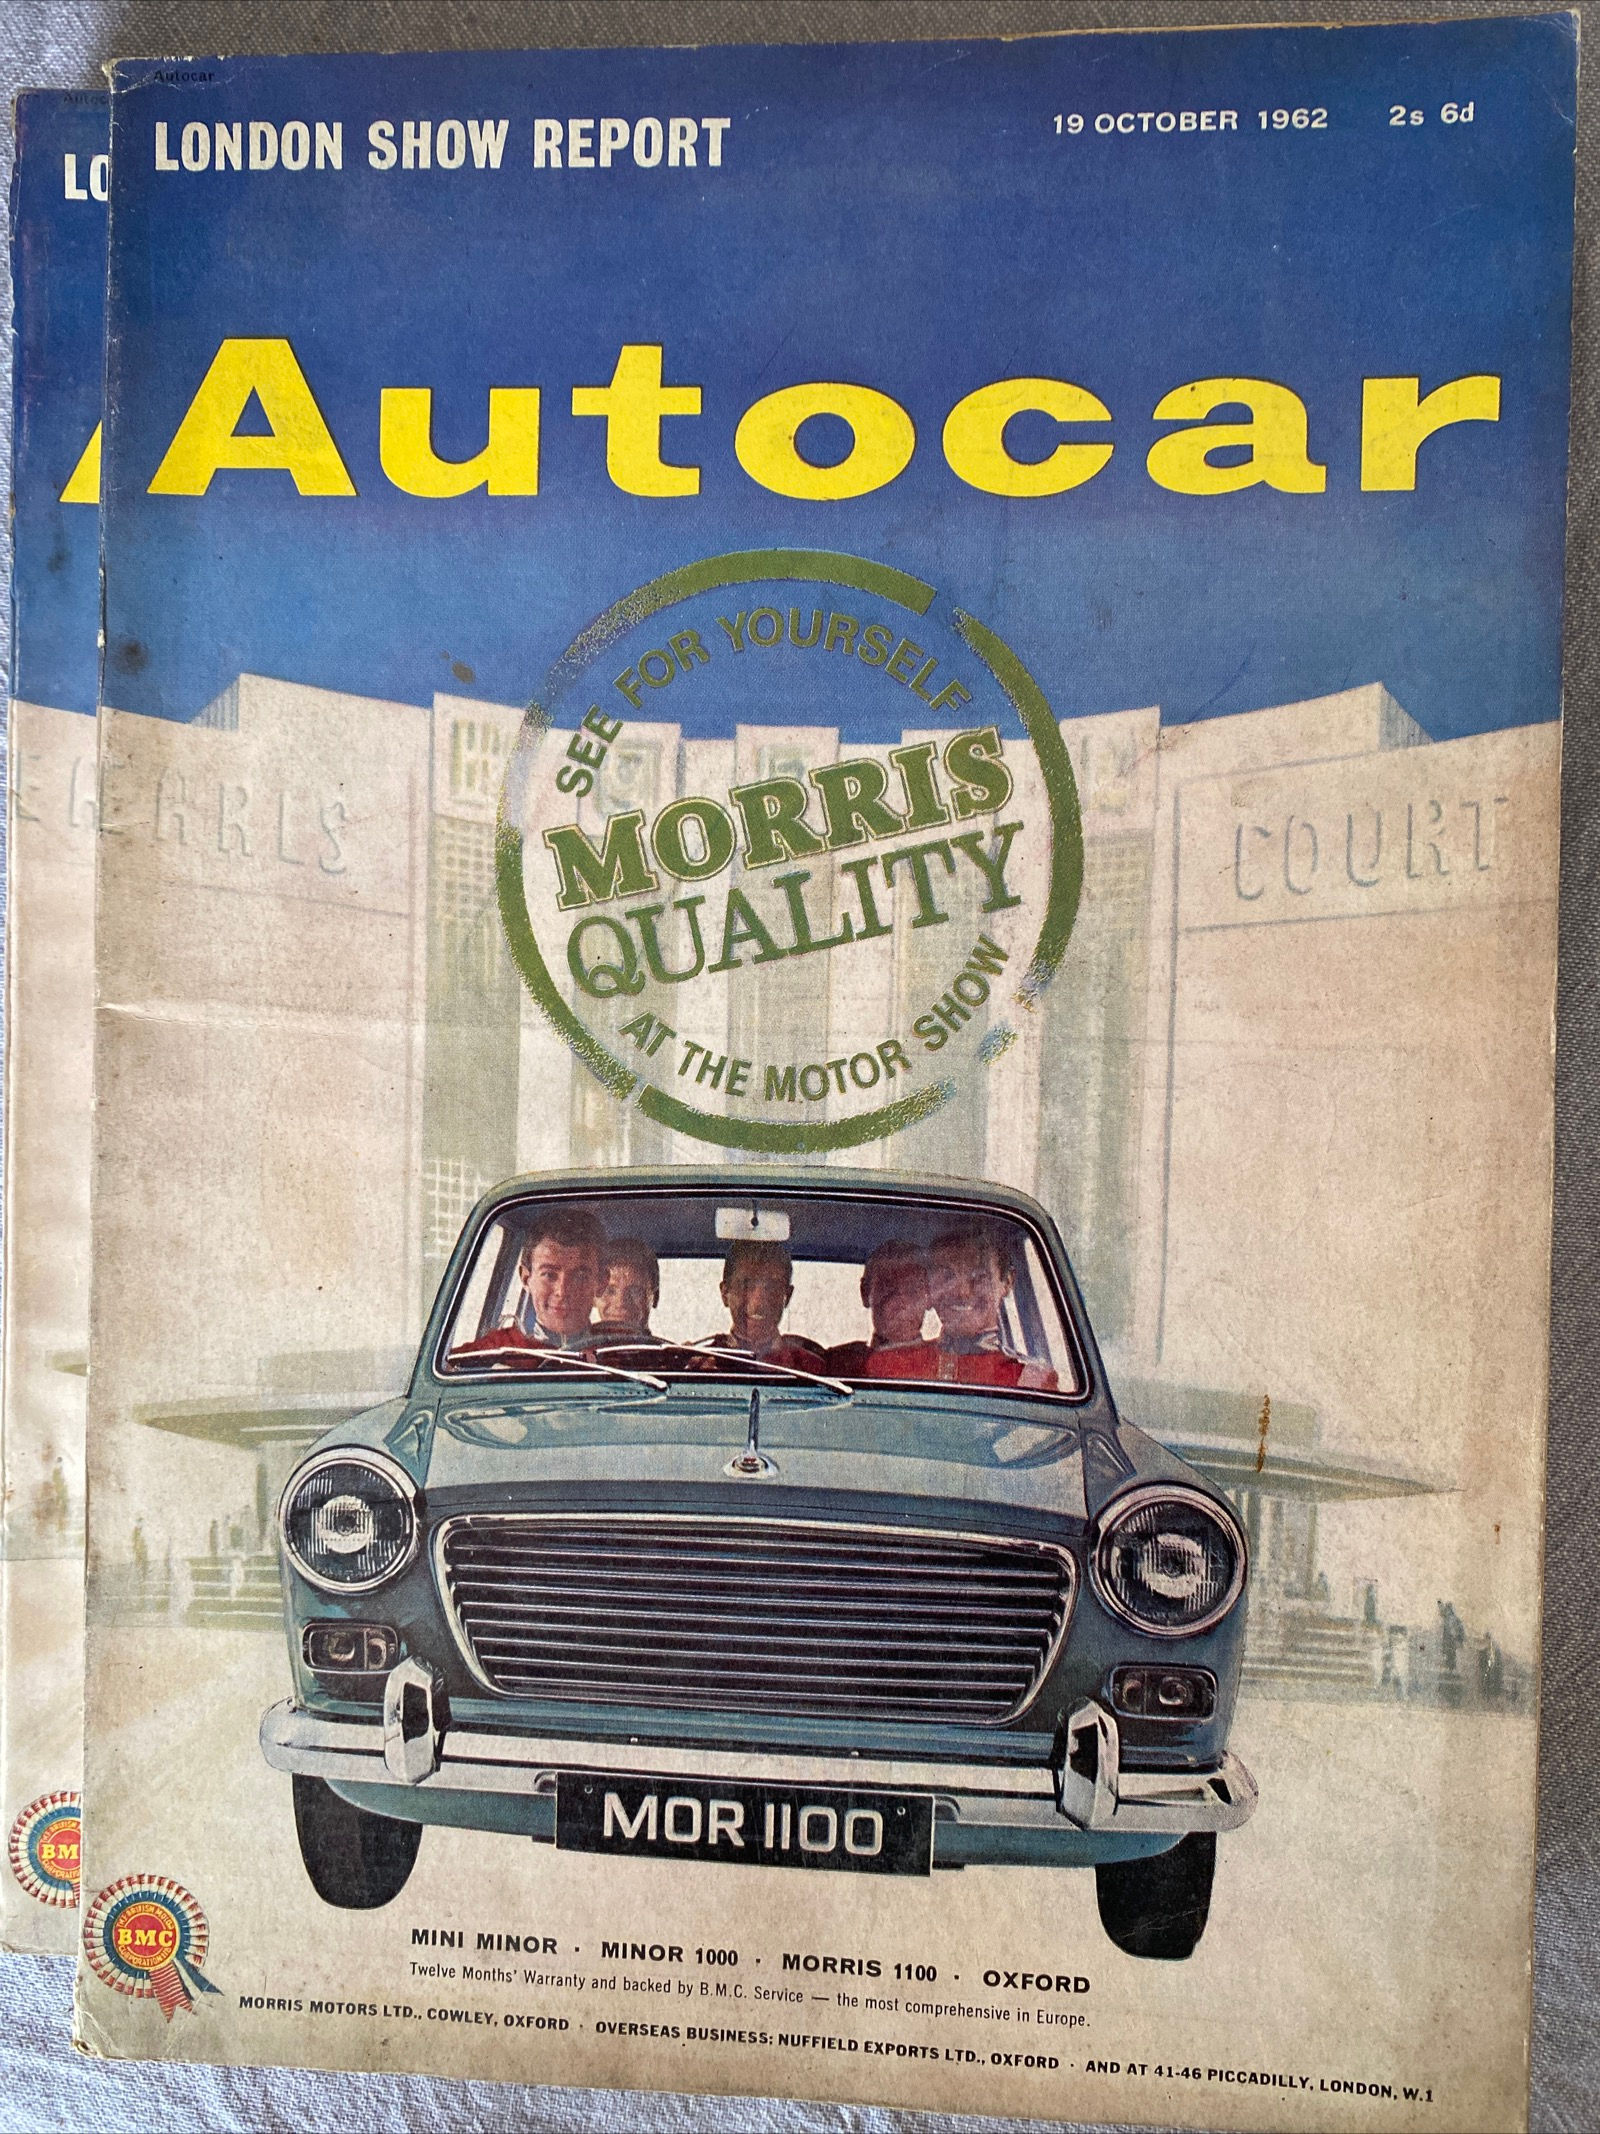 Autocar
LONDON SHOW REPORT
19 OCTOBER 1962 2s 6d
LO
Autocar
A
SEE FOR YOURSELF
MORRIS
QUALITY
AT THE MOTOR SHOW
EARLS
COURT
MOR 1100
BMC
BM
MINI MINOR · MINOR 1000 · MORRIS 1100 · OXFORD
Twelve Months' Warranty and backed by B.M.C. Service — the most comprehensive in Europe.
MORRIS MOTORS LTD., COWLEY, OXFORD · OVERSEAS BUSINESS: NUFFIELD EXPORTS LTD., OXFORD · AND AT 41-46 PICCADILLY, LONDON, W.1